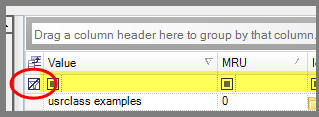 Drag a column header here to group by that column.
Value MRU
usrclass examples 0